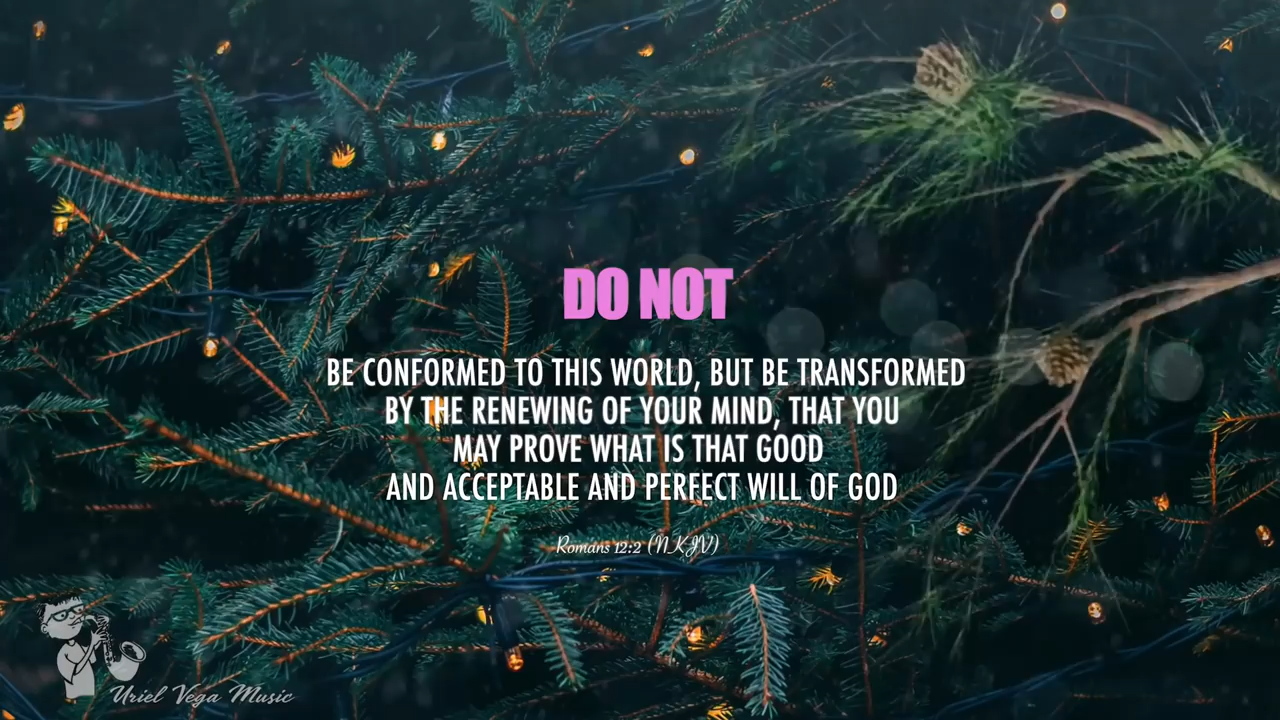 DO NOT
BE CONFORMED TO THIS WORLD, BUT BE TRANSFORMED
BY THE RENEWING OF YOUR MIND, THAT YOU
MAY PROVE WHAT IS THAT GOOD
AND ACCEPTABLE AND PERFECT WILL OF GOD
Romans 12:2 (NKJV)
Uriel Vega Music